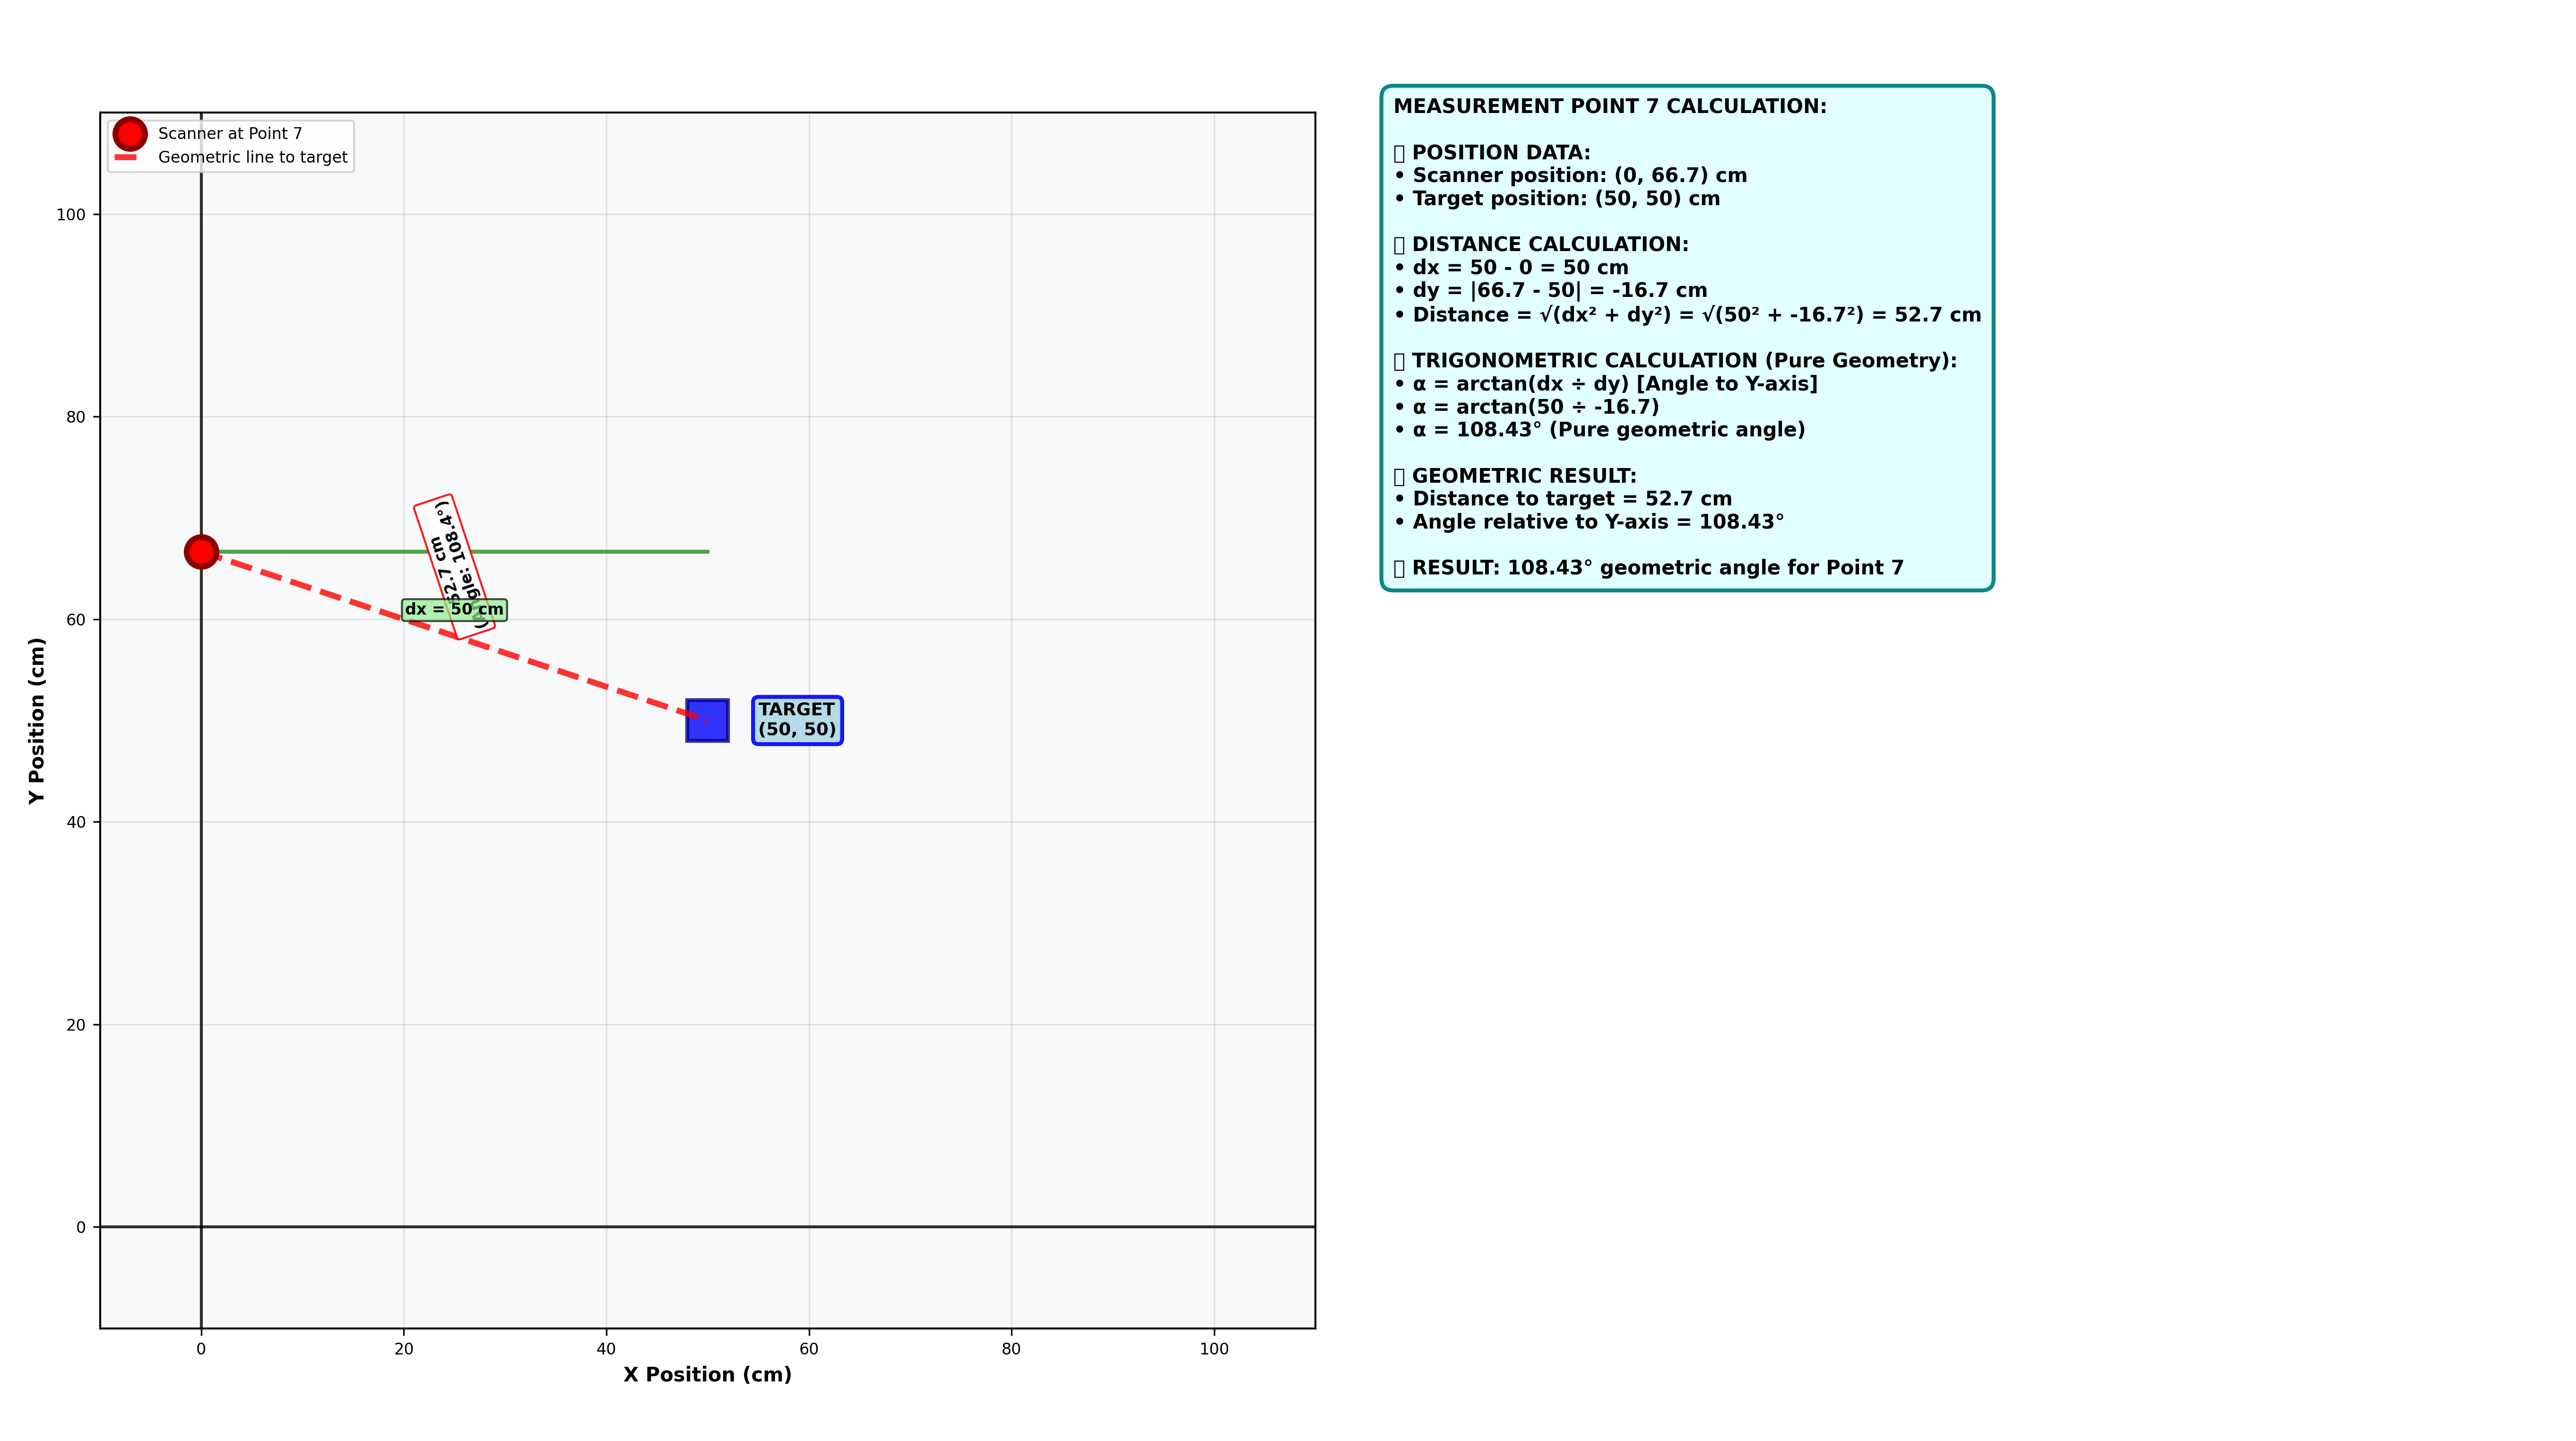 Scanner at Point 7
Geometric line to target
100
80
60
40
20
0
0
20
40
60
80
100
Y Position (cm)
X Position (cm)
52.7 cm
108.4°)
dx = 50 cm
TARGET
(50, 50)
MEASUREMENT POINT 7 CALCULATION:
POSITION DATA:
• Scanner position: (0, 66.7) cm
• Target position: (50, 50) cm
DISTANCE CALCULATION:
• dx = 50 - 0 = 50 cm
• dy = |66.7 - 50| = -16.7 cm
• Distance = √(dx² + dy²) = √(50² + -16.7²) = 52.7 cm
TRIGONOMETRIC CALCULATION (Pure Geometry):
• α = arctan(dx ÷ dy) [Angle to Y-axis]
• α = arctan(50 ÷ -16.7)
• α = 108.43° (Pure geometric angle)
GEOMETRIC RESULT:
• Distance to target = 52.7 cm
• Angle relative to Y-axis = 108.43°
RESULT: 108.43° geometric angle for Point 7